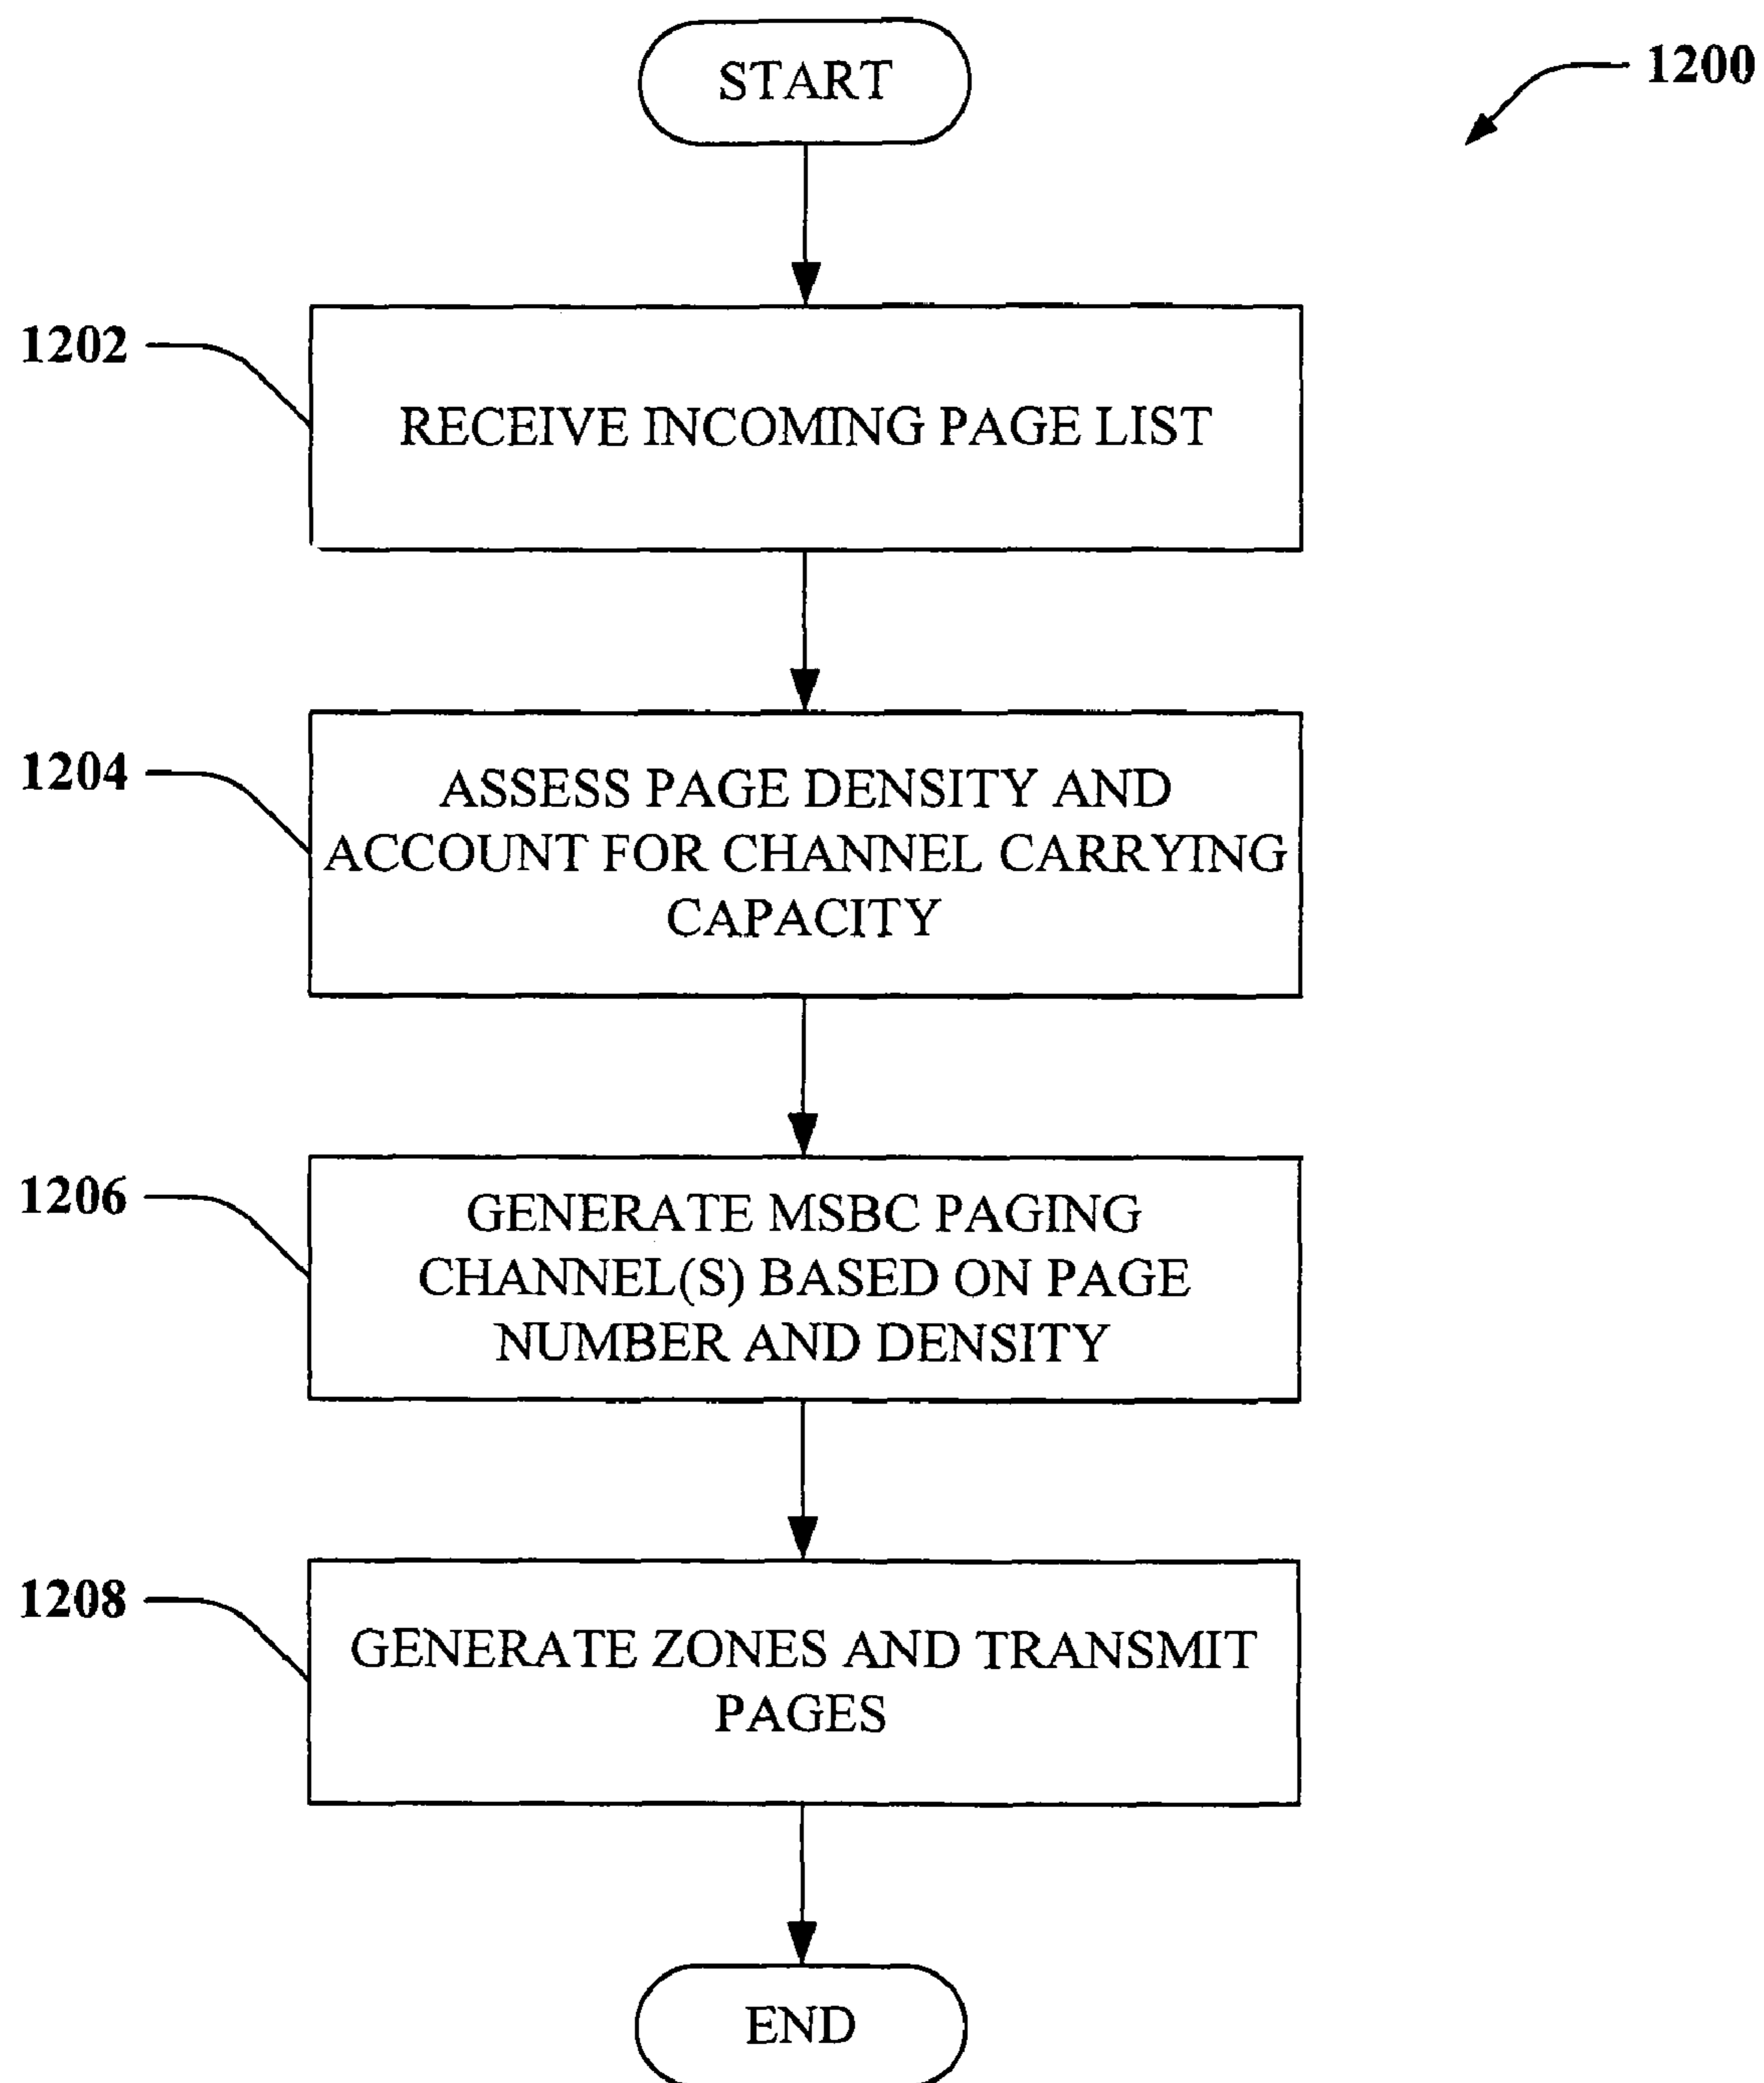 START
1200
1202
RECEIVE INCOMING PAGE LIST
1204
ASSESS PAGE DENSITY AND
ACCOUNT FOR CHANNEL CARRYING
CAPACITY
1206
GENERATE MSBC PAGING
CHANNEL(S) BASED ON PAGE
NUMBER AND DENSITY
1208
GENERATE ZONES AND TRANSMIT
PAGES
END